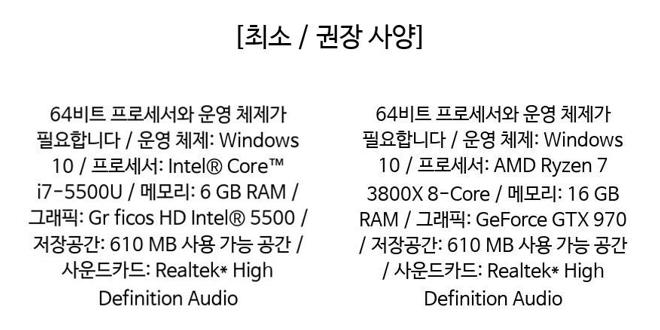 [최소 / 권장 사양]
64비트 프로세서와 운영 체제가
필요합니다 / 운영 체제: Windows
10 / 프로세서: Intel® Core™
i7-5500U / 메모리: 6 GB RAM /
그래픽: Gr ficos HD Intel® 5500 /
저장공간: 610 MB 사용 가능 공간 /
사운드카드: Realtek* High
Definition Audio
64비트 프로세서와 운영 체제가
필요합니다 / 운영 체제: Windows
10 / 프로세서: AMD Ryzen 7
3800X 8-Core / 메모리: 16 GB
RAM / 그래픽: GeForce GTX 970
/ 저장공간: 610 MB 사용 가능 공간
/ 사운드카드: Realtek* High
Definition Audio